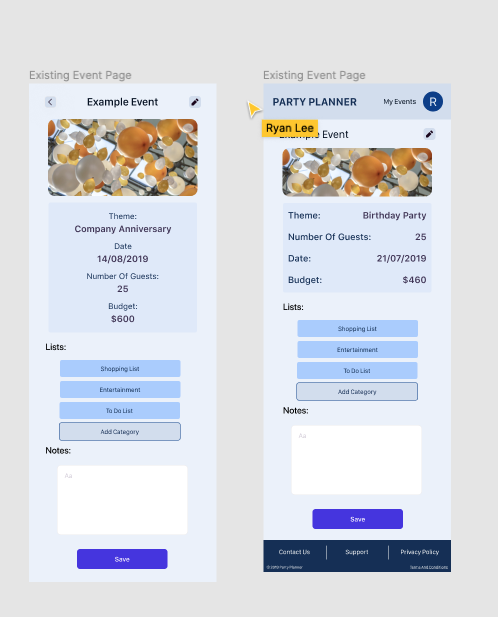 Existing Event Page
Example Event
Theme:
Company Anniversary
Date
14/08/2019
Number Of Guests:
25
Budget:
$600
Lists:
Shopping List
Entertainment
To Do List
Add Category
Notes:
Aa
Save
Existing Event Page
PARTY PLANNER
My Events
R
Ryan Lee
Example Event
Theme: Birthday Party
Number Of Guests: 25
Date: 21/07/2019
Budget: $460
Lists:
Shopping List
Entertainment
To Do List
Add Category
Notes:
Aa
Save
Contact Us
Support
Privacy Policy
© 2019 Party Planner
Terms And Conditions